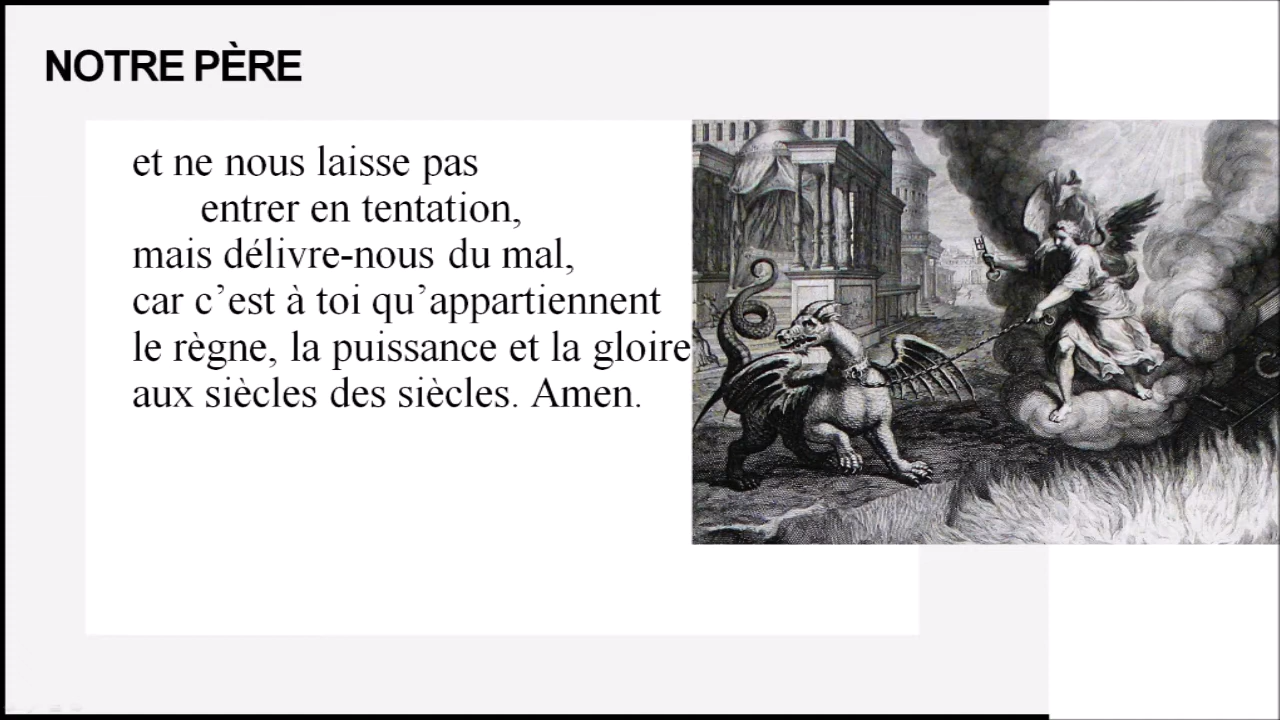 NOTRE PÈRE
et ne nous laisse pas
entrer en tentation,
mais délivre-nous du mal,
car c’est à toi qu’appartiennent
le règne, la puissance et la gloire
aux siècles des siècles. Amen.